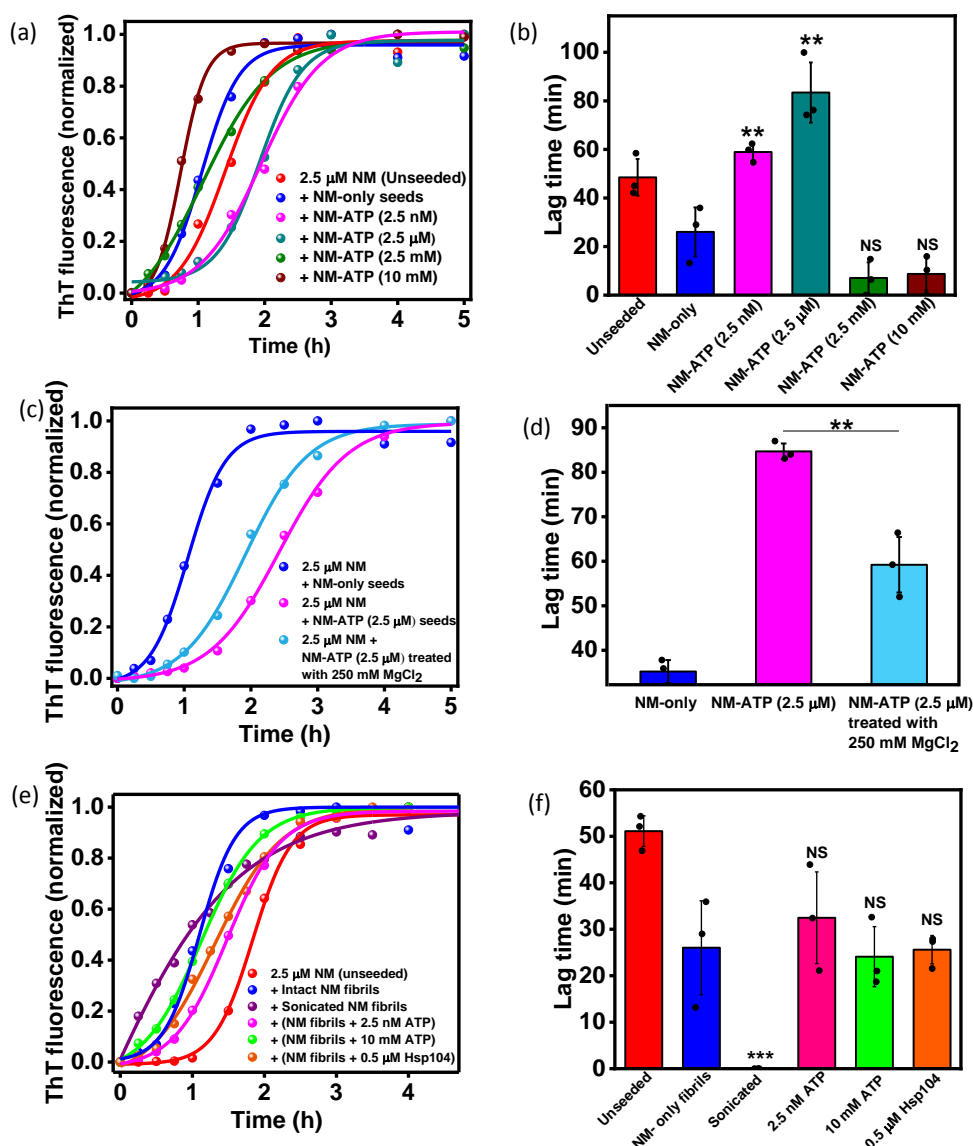 (a)
ThT fluorescence (normalized)
1.0
0.8
0.6
0.4
0.2
0.0
2.5 μM NM (Unseeded)
+ NM-only seeds
+ NM-ATP (2.5 nM)
+ NM-ATP (2.5 μM)
+ NM-ATP (2.5 mM)
+ NM-ATP (10 mM)
0 1 2 3 4 5
Time (h)
(b)
Lag time (min)
100
80
60
40
20
0
**
**
NS
NS
Unseeded
NM-only
NM-ATP (2.5 nM)
NM-ATP (2.5 μM)
NM-ATP (2.5 mM)
NM-ATP (10 mM)
(c)
ThT fluorescence (normalized)
1.0
0.8
0.6
0.4
0.2
0.0
2.5 μM NM
+ NM-only seeds
2.5 μM NM
+ NM-ATP (2.5 μM) seeds
2.5 μM NM +
NM-ATP (2.5 μM) treated
with 250 mM MgCl2
0 1 2 3 4 5
Time (h)
(d)
Lag time (min)
90
80
70
60
50
40
**
NM-only
NM-ATP (2.5 μM)
NM-ATP (2.5 μM)
treated with
250 mM MgCl2
(e)
ThT fluorescence (normalized)
1.0
0.8
0.6
0.4
0.2
0.0
2.5 μM NM (unseeded)
+ Intact NM fibrils
+ Sonicated NM fibrils
+ (NM fibrils + 2.5 nM ATP)
+ (NM fibrils + 10 mM ATP)
+ (NM fibrils + 0.5 μM Hsp104)
0 1 2 3 4
Time (h)
(f)
Lag time (min)
60
50
40
30
20
10
0
***
NS
NS
NS
Unseeded
NM- only fibrils
Sonicated
2.5 nM ATP
10 mM ATP
0.5 μM Hsp104